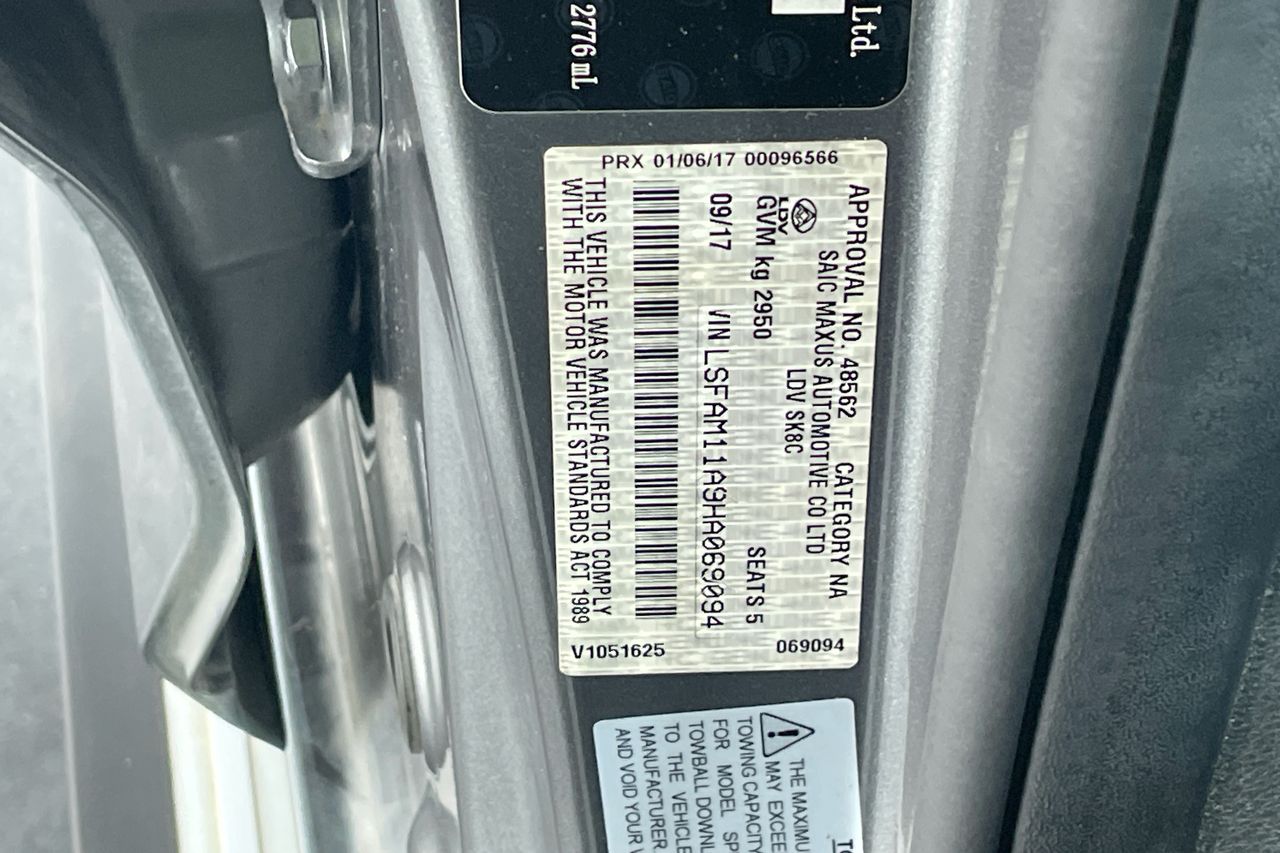 Ltd.
2776 mL
PRX 01/06/17 00096566
APPROVAL NO. 48562 CATEGORY NA
SAIC MAXUS AUTOMOTIVE CO LTD
LDV
LDV SK8C
GVM kg 2950 SEATS 5
09/17 VIN LSFAM11A9HA069094
THIS VEHICLE WAS MANUFACTURED TO COMPLY
WITH THE MOTOR VEHICLE STANDARDS ACT 1989
V1051625 069094
THE MAXIMU
MAY EXCEE
TOWING CAPACITY
FOR MODEL SP
TOWBALL DOWNL
TO THE VEHICLE
MANUFACTURER.
AND VOID YOUR